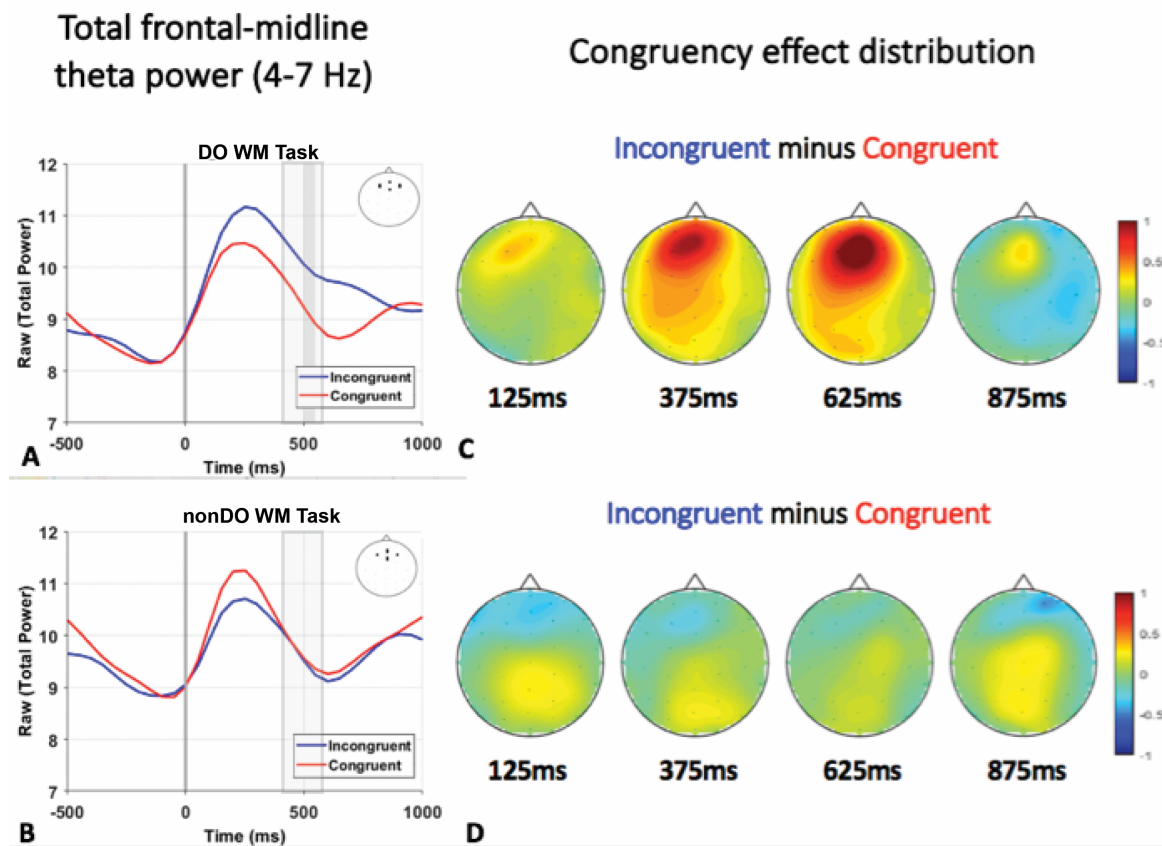 Total frontal-midline
theta power (4-7 Hz)
Congruency effect distribution
DO WM Task
12
11
10
9
8
7
Raw (Total Power)
-500
0
500
1000
Time (ms)
Incongruent
Congruent
A
Incongruent minus Congruent
125ms
375ms
625ms
875ms
1
0.5
0
-0.5
-1
C
nonDO WM Task
12
11
10
9
8
7
Raw (Total Power)
-500
0
500
1000
Time (ms)
Incongruent
Congruent
B
Incongruent minus Congruent
125ms
375ms
625ms
875ms
1
0.5
0
-0.5
-1
D